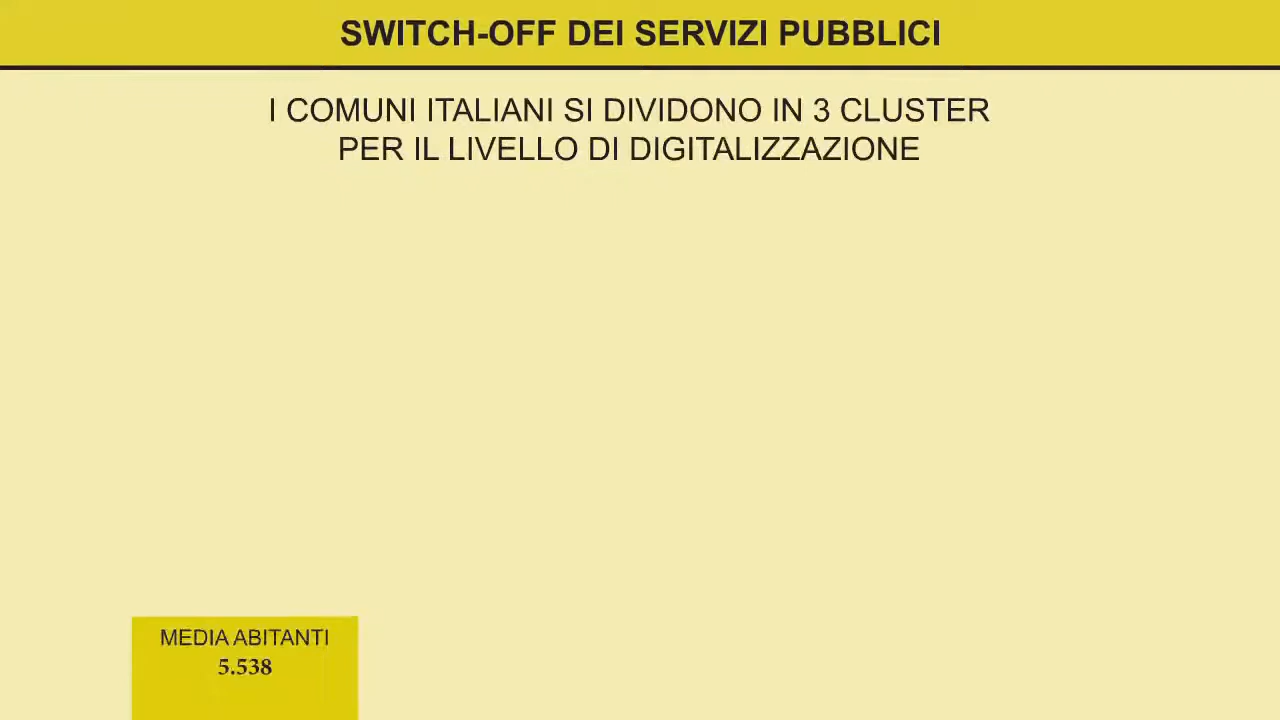 SWITCH-OFF DEI SERVIZI PUBBLICI
I COMUNI ITALIANI SI DIVIDONO IN 3 CLUSTER
PER IL LIVELLO DI DIGITALIZZAZIONE
MEDIA ABITANTI
5.538